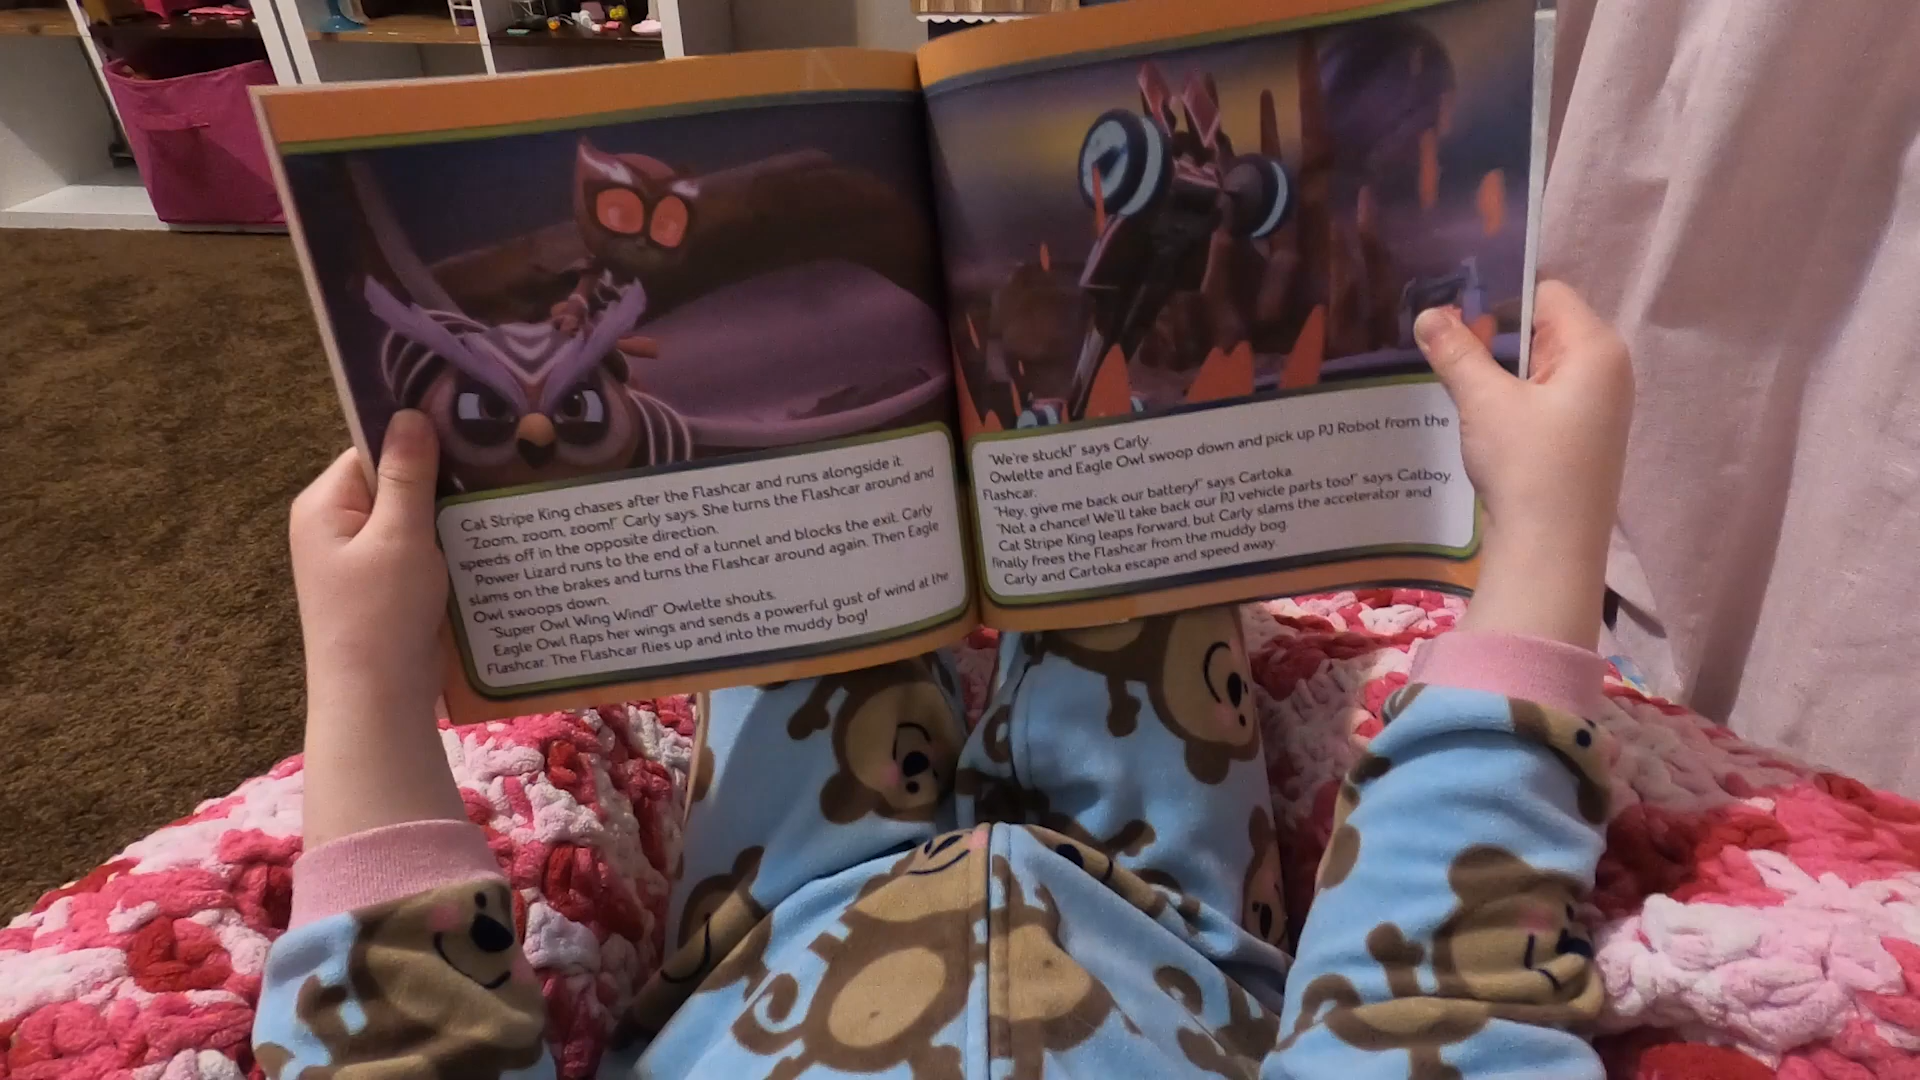 Cat Stripe King chases after the Flashcar and runs alongside it.
"Zoom, zoom, zoom!" Carly says. She turns the Flashcar around and
speeds off in the opposite direction.
Power Lizard runs to the end of a tunnel and blocks the exit. Carly
slams on the brakes and turns the Flashcar around again. Then Eagle
Owl swoops down.
"Super Owl Wing Wind!" Owlette shouts.
Eagle Owl flaps her wings and sends a powerful gust of wind at the
Flashcar. The Flashcar flies up and into the muddy bog!
"We're stuck!" says Carly.
Owlette and Eagle Owl swoop down and pick up PJ Robot from the
Flashcar.
"Hey, give me back our battery!" says Cartoka.
"Not a chance! We'll take back our PJ vehicle parts too!" says Catboy.
Cat Stripe King leaps forward, but Carly slams the accelerator and
finally frees the Flashcar from the muddy bog.
Carly and Cartoka escape and speed away.